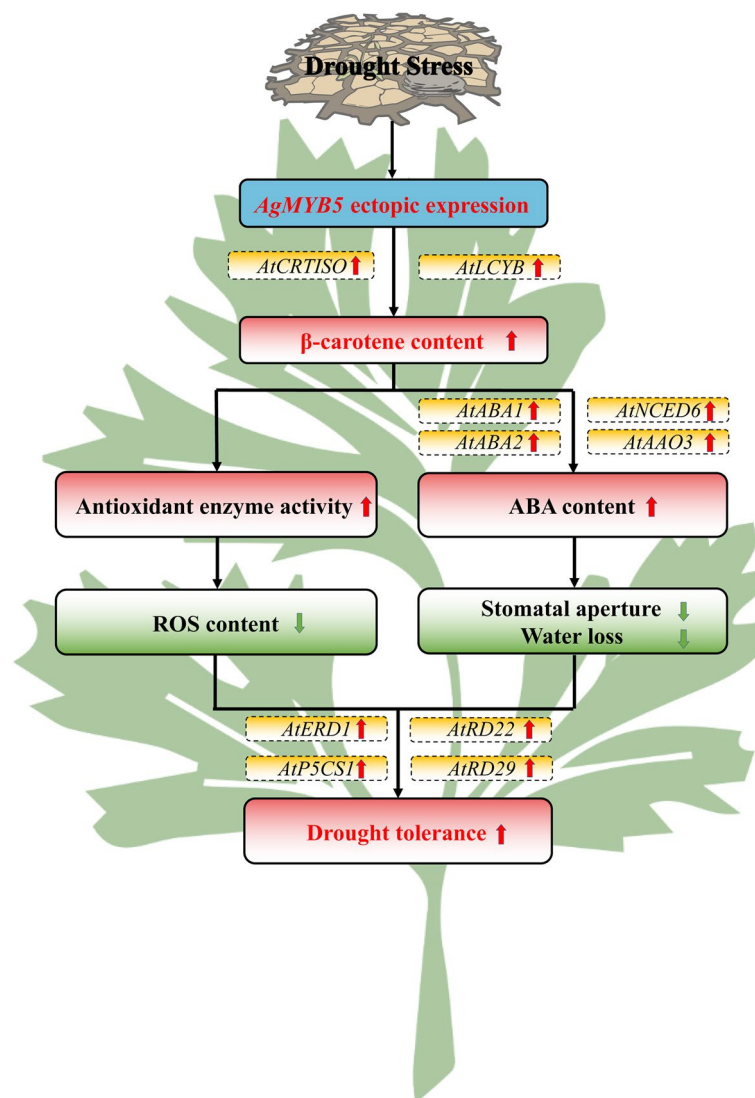 Drought Stress
AgMYB5 ectopic expression
AtCRTISO
AtLCYB
β-carotene content
AtABA1
AtNCED6
AtABA2
AtAAO3
Antioxidant enzyme activity
ABA content
ROS content
Stomatal aperture
Water loss
AtERD1
AtRD22
AtP5CS1
AtRD29
Drought tolerance